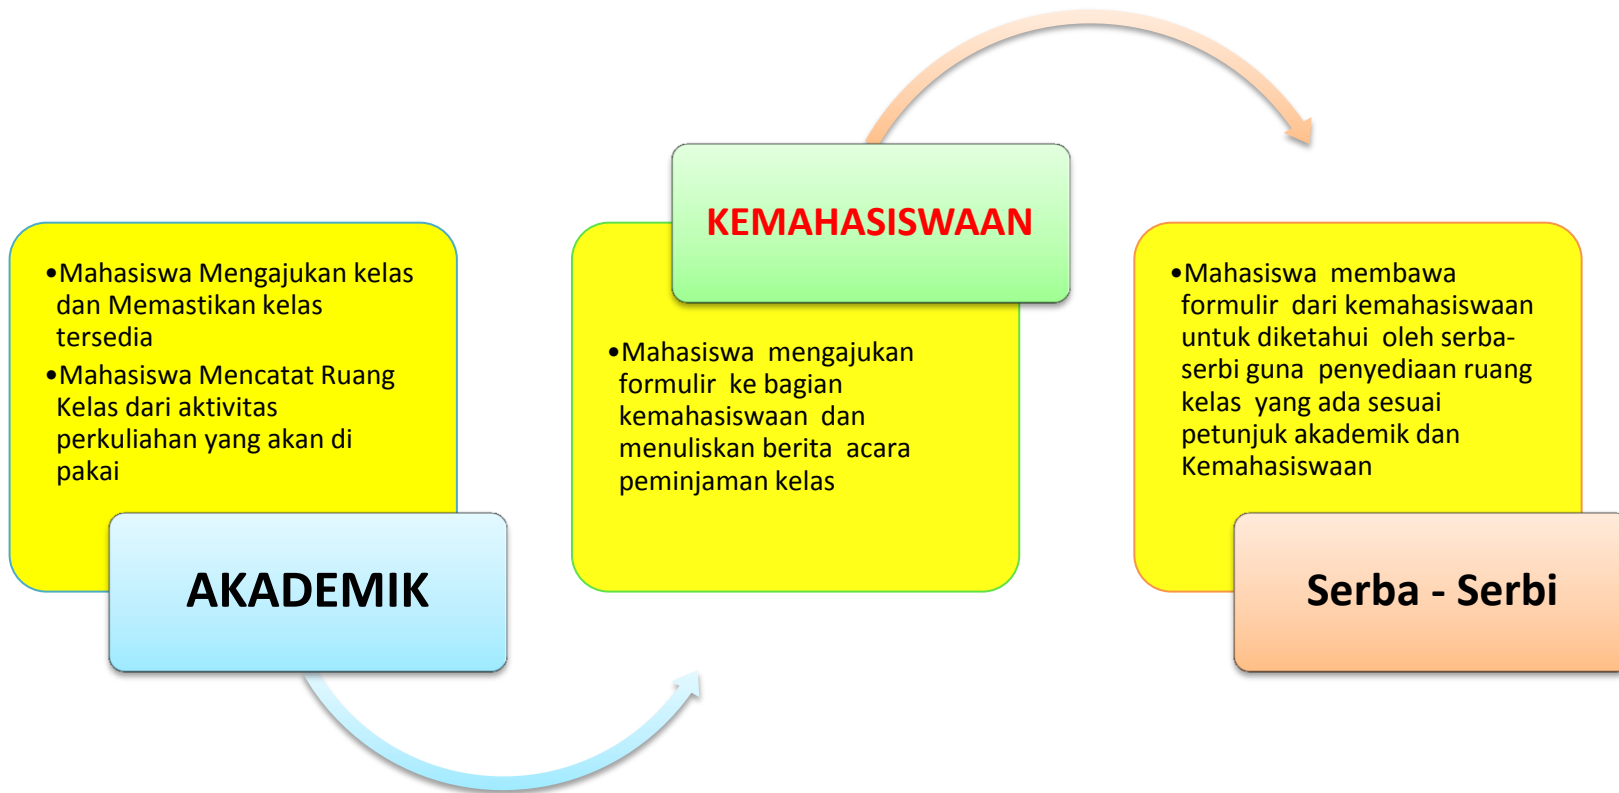 •Mahasiswa Mengajukan kelas
dan Memastikan kelas
tersedia
•Mahasiswa Mencatat Ruang
Kelas dari aktivitas
perkuliahan yang akan di
pakai
AKADEMIK
KEMAHASISWAAN
•Mahasiswa mengajukan
formulir ke bagian
kemahasiswaan dan
menuliskan berita acara
peminjaman kelas
•Mahasiswa membawa
formulir dari kemahasiswaan
untuk diketahui oleh serba-
serbi guna penyediaan ruang
kelas yang ada sesuai
petunjuk akademik dan
Kemahasiswaan
Serba - Serbi